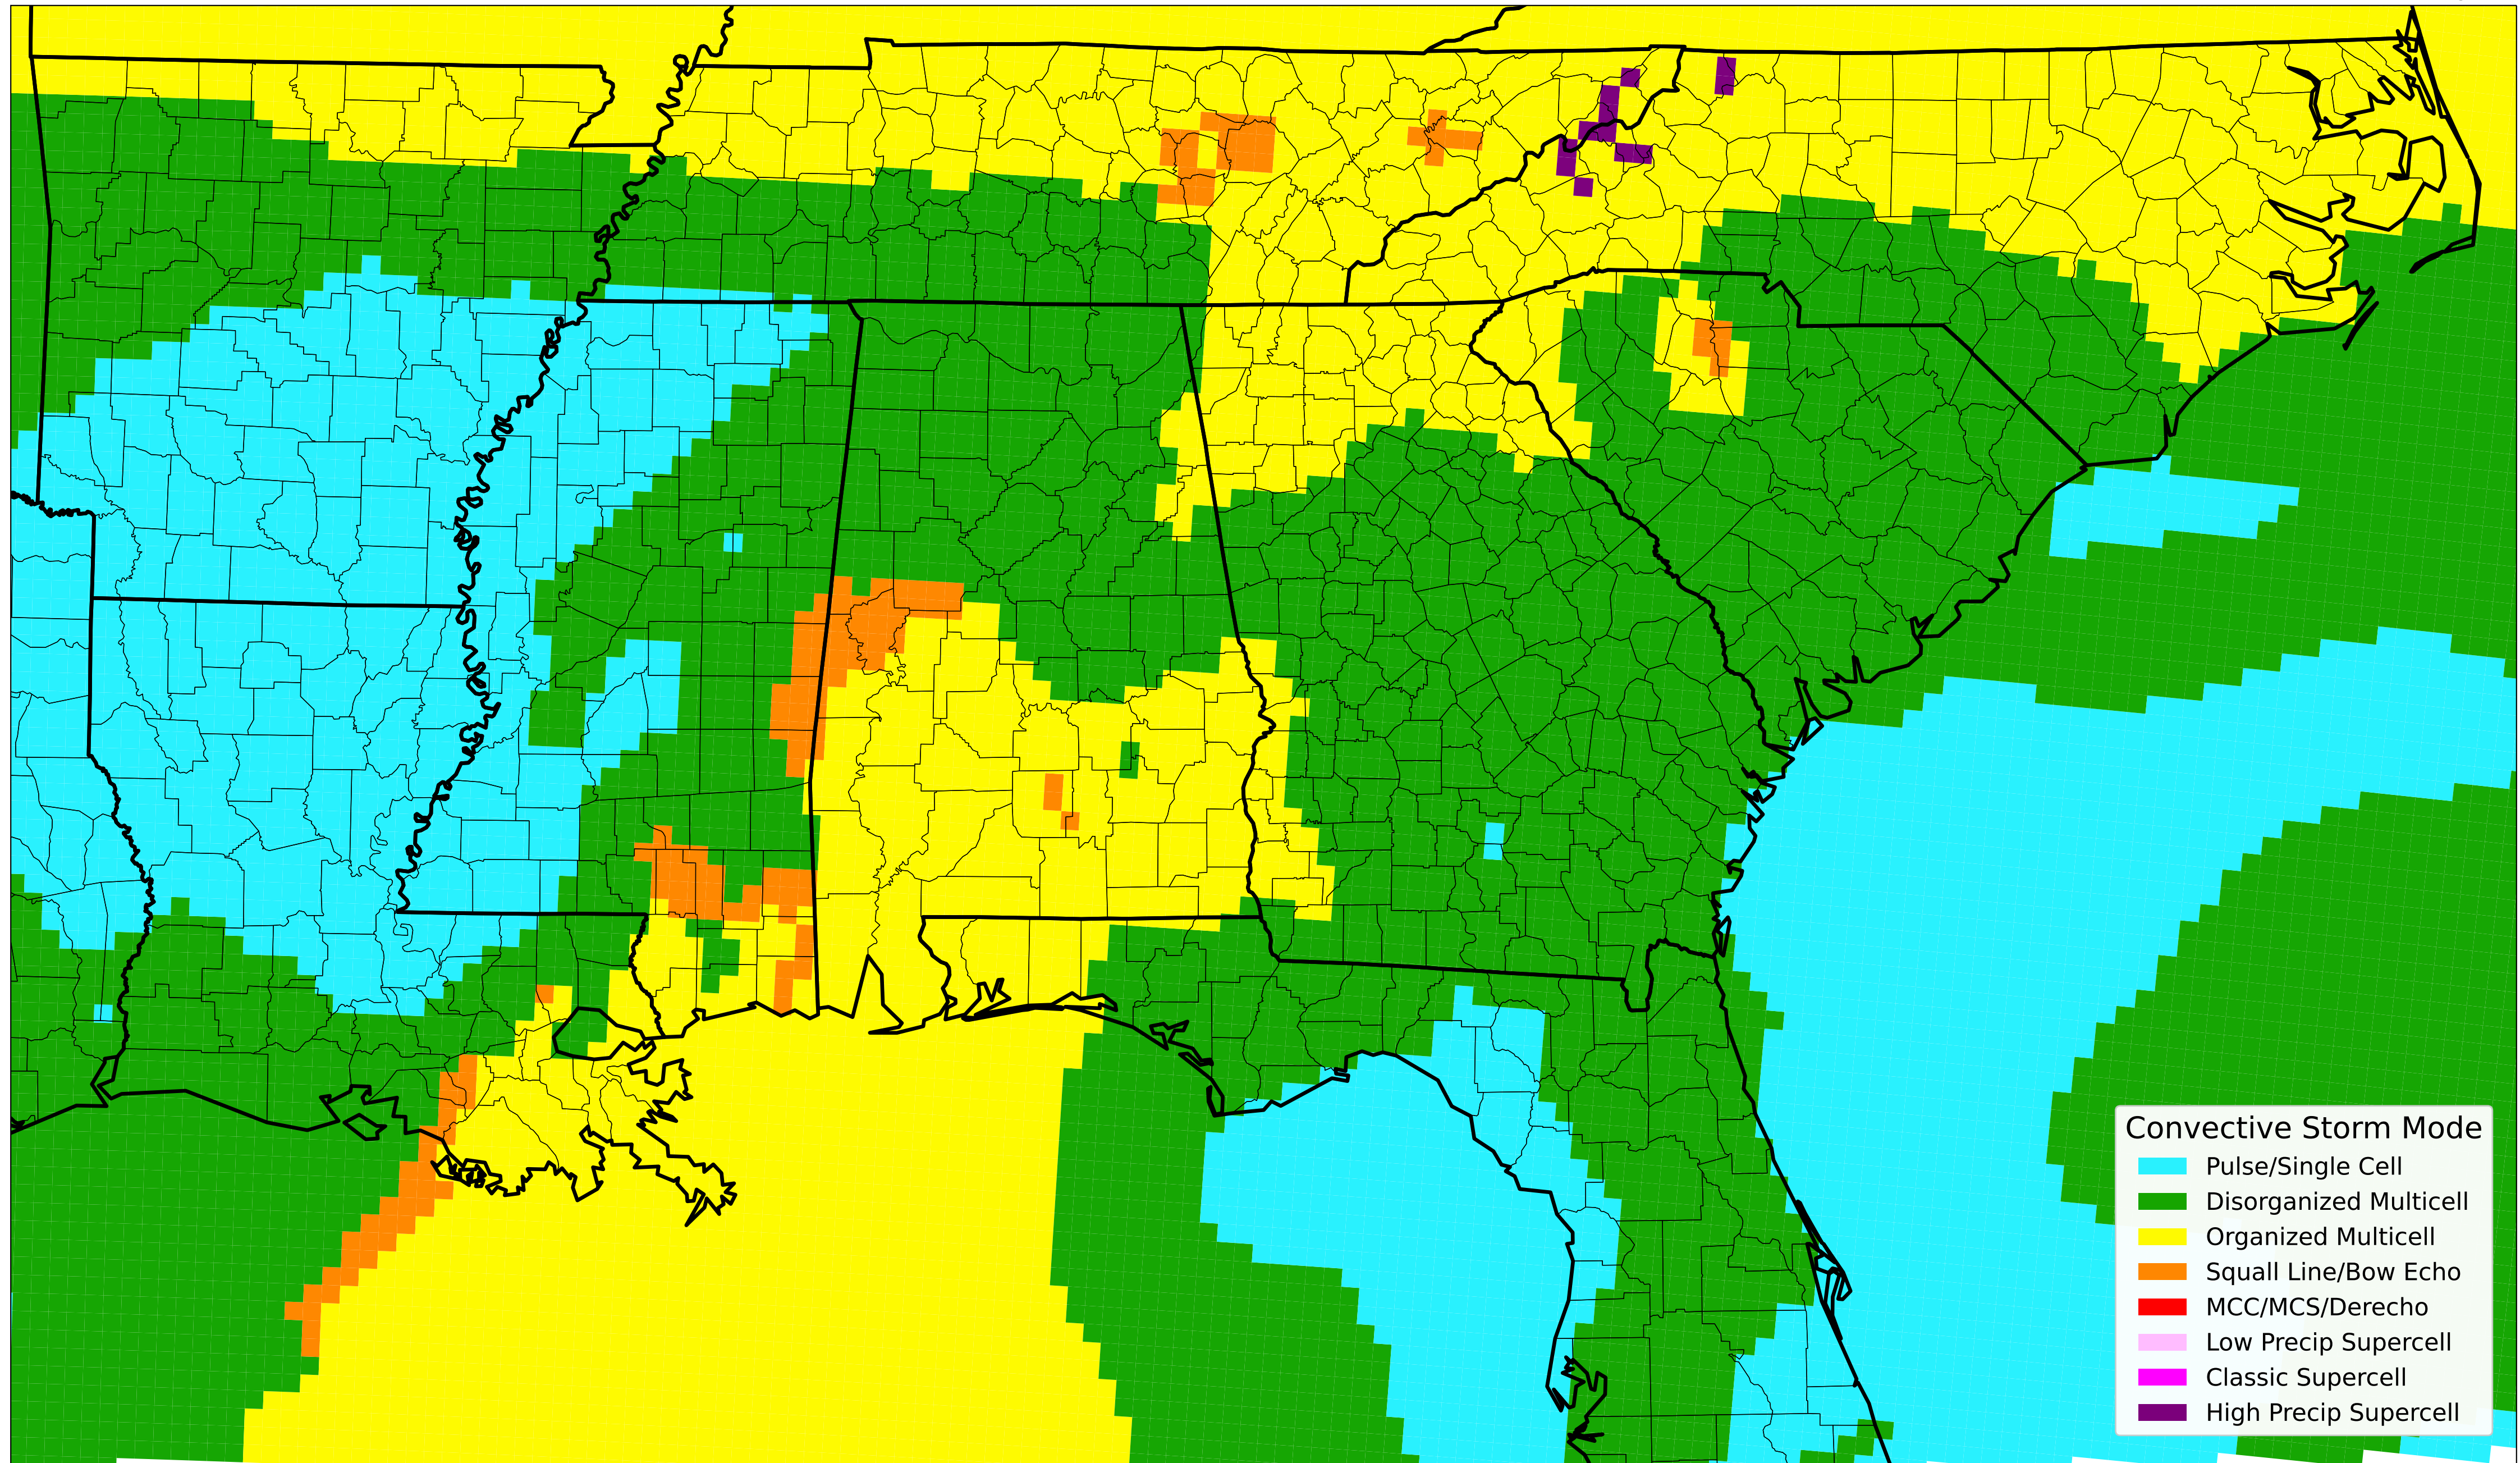 Convective Storm Mode
Pulse/Single Cell
Disorganized Multicell
Organized Multicell
Squall Line/Bow Echo
MCC/MCS/Derecho
Low Precip Supercell
Classic Supercell
High Precip Supercell